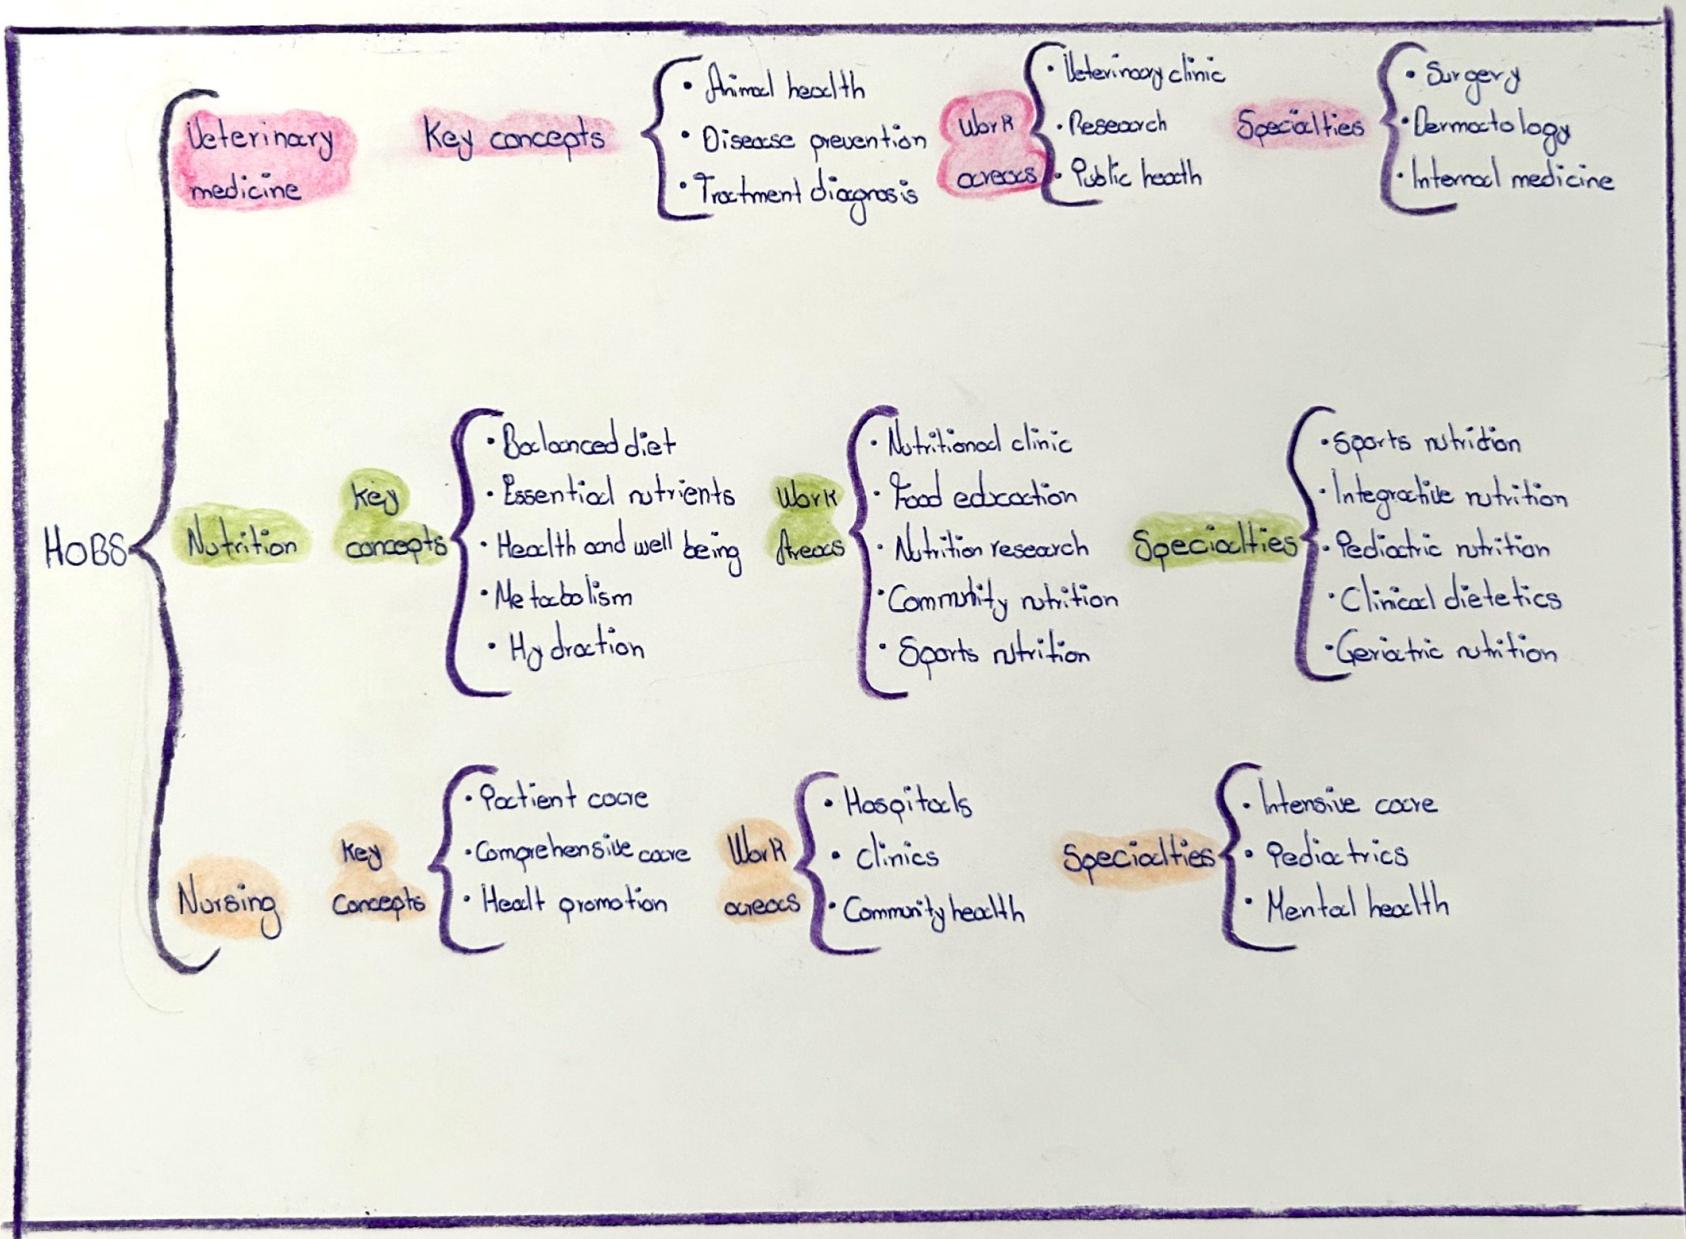 HOBS
Veterinary
medicine
Key concepts
• Animal health
• Disease prevention
• Tratment diagnosis
Work
areas
• Veterinary clinic
• Research
• Public heath
Specialties
• Surgery
• Dermatology
• Internal medicine
Nutrition
Key
concepts
• Balanced diet
• Essential nutrients
• Health and well being
• Metabolism
• Hydration
Work
Areas
• Nutritional clinic
• Food education
• Nutrition research
• Community nutrition
• Sports nutrition
Specialties
• Sports nutrition
• Integrative nutrition
• Pediatric nutrition
• Clinical dietetics
• Geriatric nutrition
Nursing
Key
Concepts
• Patient care
• Comprehensive care
• Healt promotion
Work
areas
• Hospitals
• Clinics
• Community health
Specialties
• Intensive care
• Pediatrics
• Mental health